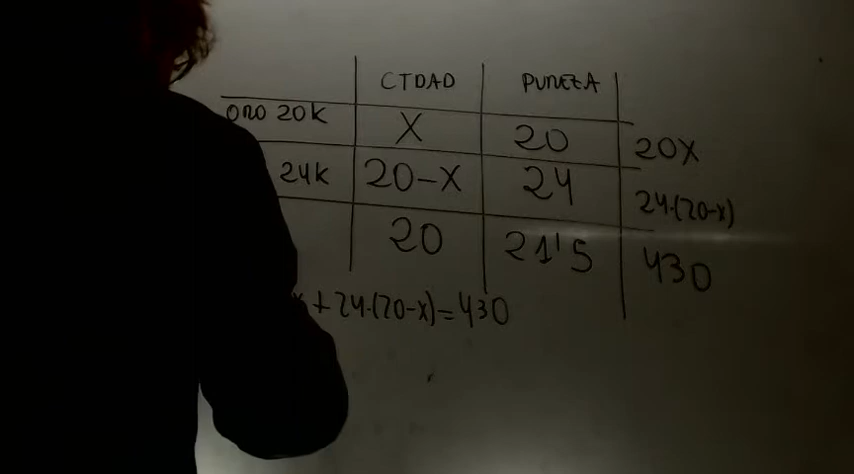 CTDAD PUREZA
ORO 20K X 20 20X
24K 20-X 24 24·(20-X)
20 21'5 430
x + 24·(20-X) = 430